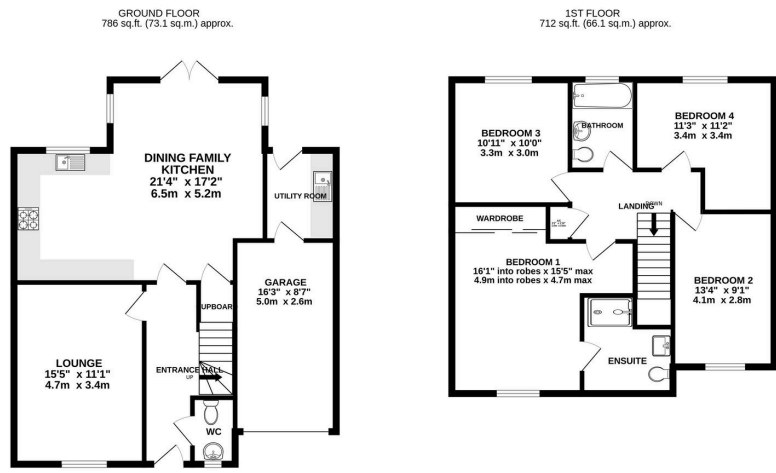 GROUND FLOOR
786 sq.ft. (73.1 sq.m.) approx.
DINING FAMILY
KITCHEN
21'4" x 17'2"
6.5m x 5.2m
UTILITY ROOM
GARAGE
16'3" x 8'7"
5.0m x 2.6m
UPBOAR
LOUNGE
15'5" x 11'1"
4.7m x 3.4m
ENTRANCE HALL
UP
WC
1ST FLOOR
712 sq.ft. (66.1 sq.m.) approx.
BEDROOM 3
10'11" x 10'0"
3.3m x 3.0m
BATHROOM
BEDROOM 4
11'3" x 11'2"
3.4m x 3.4m
LANDING
DOWN
WARDROBE
BEDROOM 1
16'1" into robes x 15'5" max
4.9m into robes x 4.7m max
BEDROOM 2
13'4" x 9'1"
4.1m x 2.8m
ENSUITE